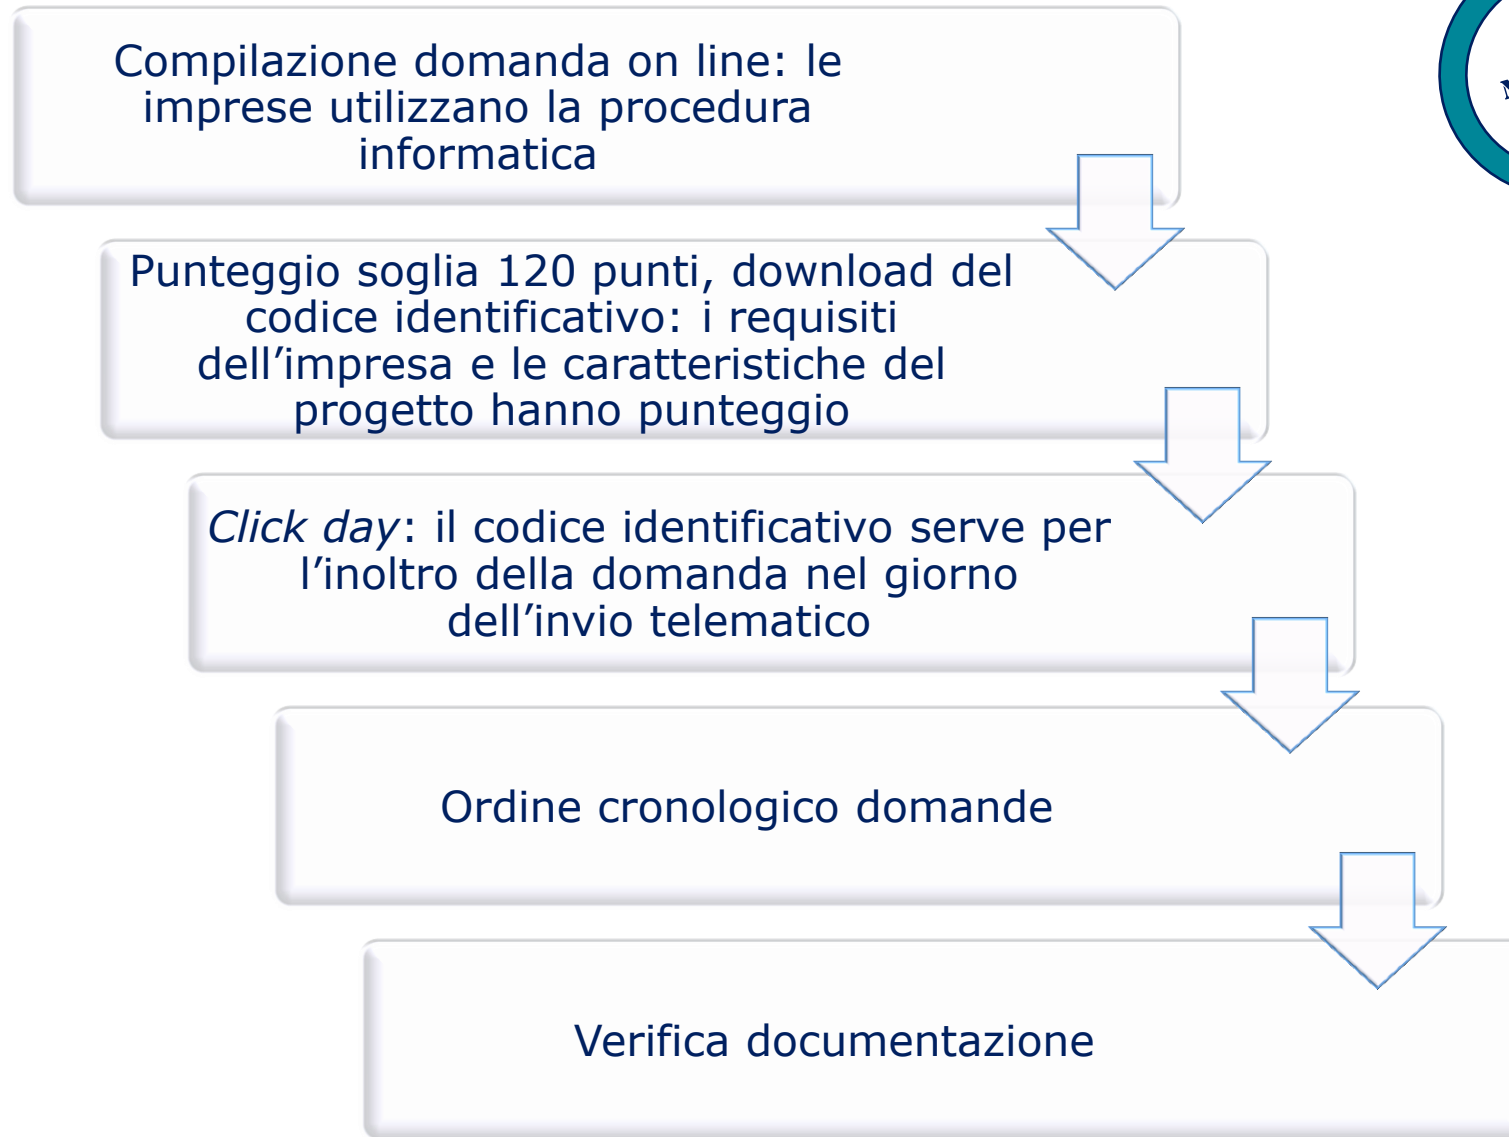 Compilazione domanda on line: le
imprese utilizzano la procedura
informatica
Punteggio soglia 120 punti, download del
codice identificativo: i requisiti
dell’impresa e le caratteristiche del
progetto hanno punteggio
Click day: il codice identificativo serve per
l’inoltro della domanda nel giorno
dell’invio telematico
Ordine cronologico domande
Verifica documentazione